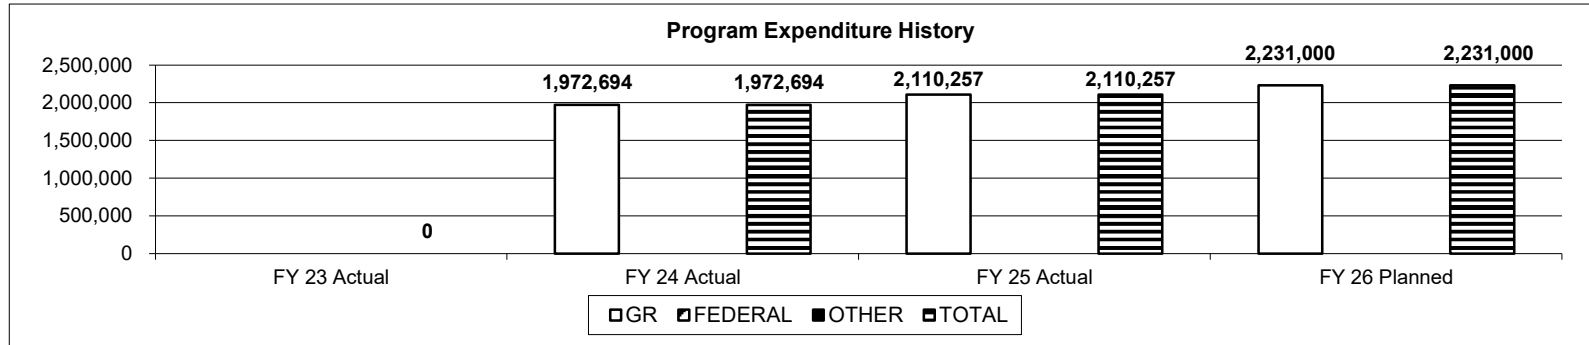 Program Expenditure History
2,231,000 2,231,000
2,500,000
1,972,694 1,972,694 2,110,257 2,110,257
2,000,000
1,500,000
1,000,000
500,000
0
0
FY 23 Actual FY 24 Actual FY 25 Actual FY 26 Planned
GR FEDERAL OTHER TOTAL